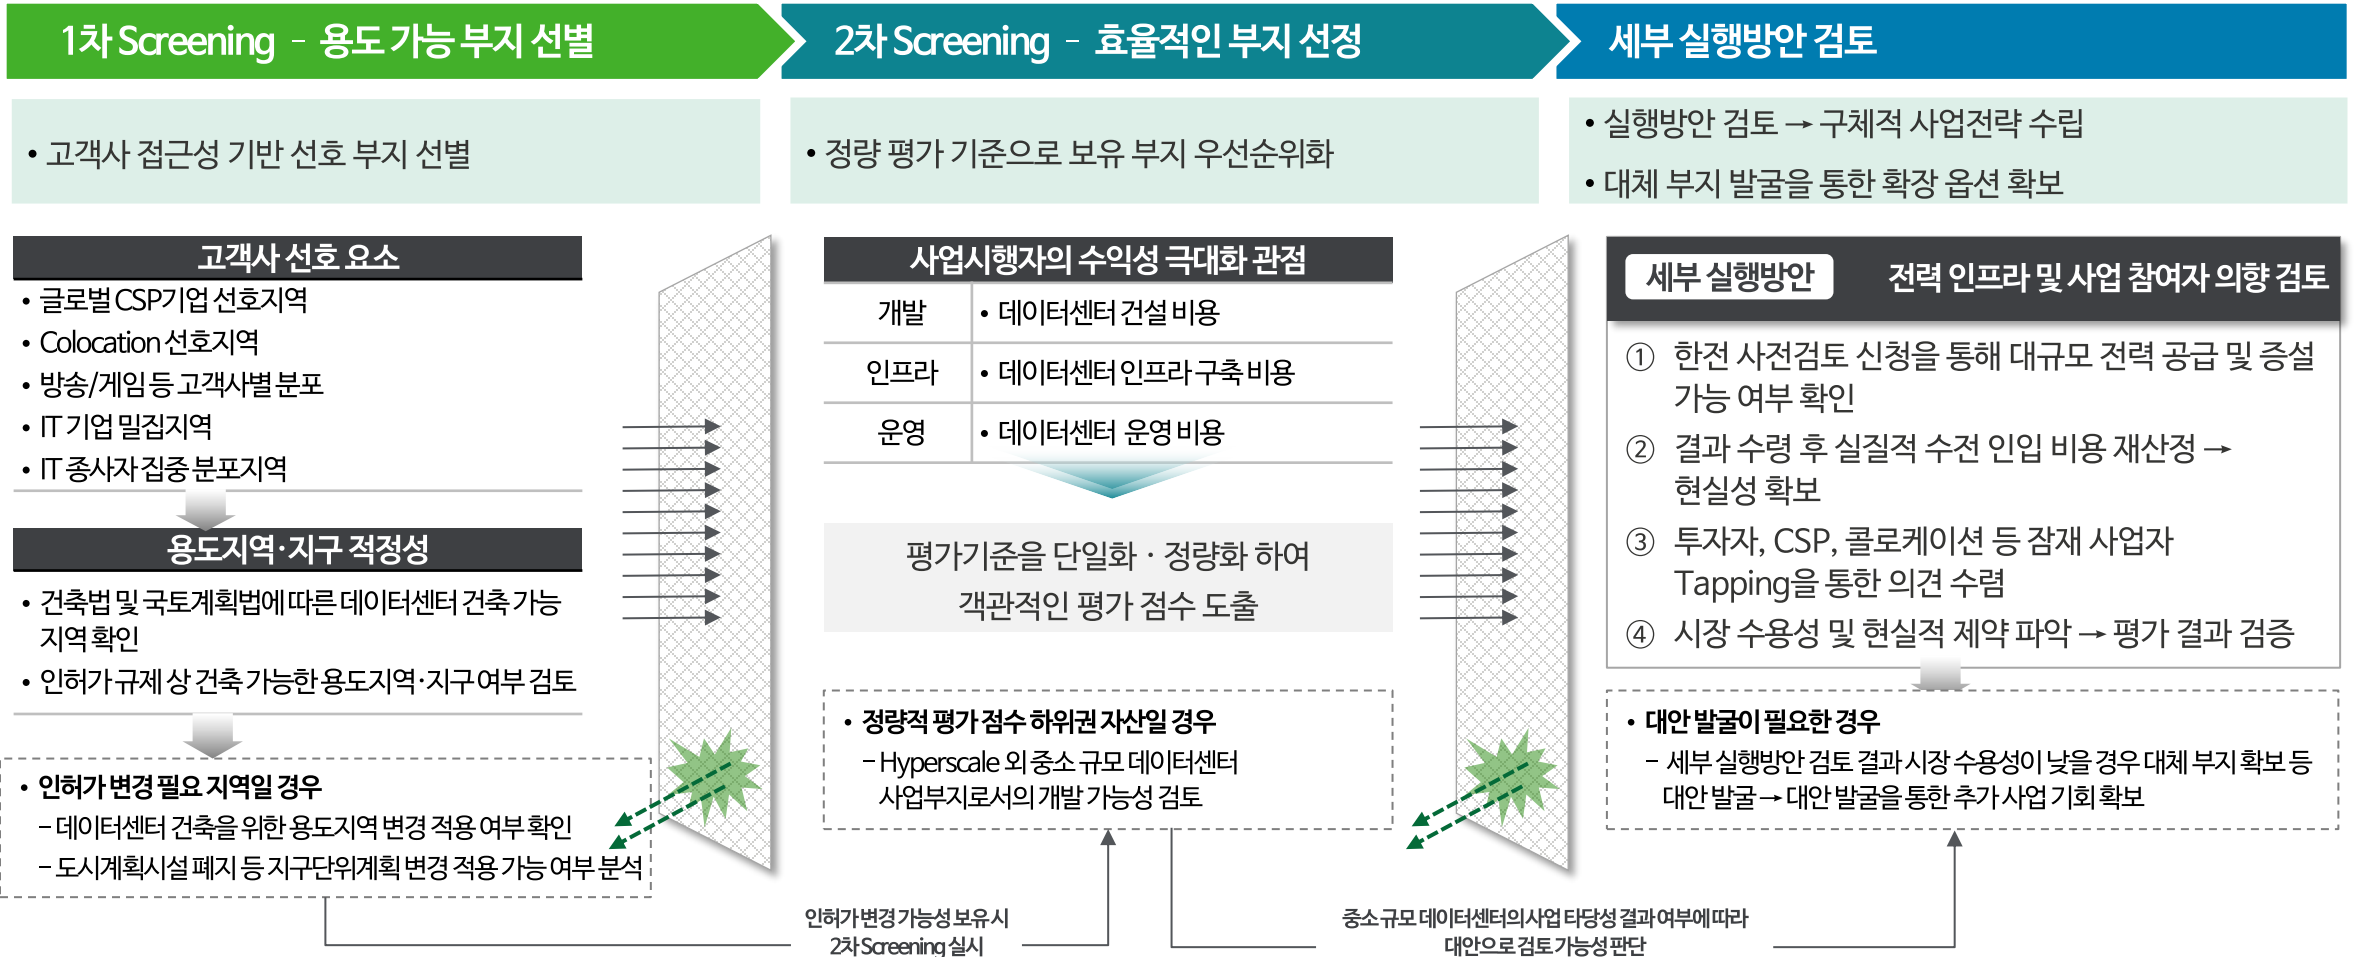 1차 Screening – 용도 가능 부지 선별
2차 Screening – 효율적인 부지 선정
세부 실행방안 검토
• 고객사 접근성 기반 선호 부지 선별
• 정량 평가 기준으로 보유 부지 우선순위화
• 실행방안 검토 → 구체적 사업전략 수립
• 대체 부지 발굴을 통한 확장 옵션 확보
고객사 선호 요소
• 글로벌 CSP기업 선호지역
• Colocation 선호지역
• 방송/게임 등 고객사별 분포
• IT 기업 밀집지역
• IT 종사자 집중 분포지역
용도지역·지구 적정성
• 건축법 및 국토계획법에 따른 데이터센터 건축 가능
지역 확인
• 인허가 규제 상 건축 가능한 용도지역·지구 여부 검토
• 인허가 변경 필요 지역일 경우
– 데이터센터 건축을 위한 용도지역 변경 적용 여부 확인
– 도시계획시설 폐지 등 지구단위계획 변경 적용 가능 여부 분석
사업시행자의 수익성 극대화 관점
개발 • 데이터센터 건설 비용
인프라 • 데이터센터 인프라 구축 비용
운영 • 데이터센터 운영 비용
평가기준을 단일화 · 정량화 하여
객관적인 평가 점수 도출
• 정량적 평가 점수 하위권 자산일 경우
– Hyperscale 외 중소 규모 데이터센터
사업부지로서의 개발 가능성 검토
세부 실행방안 전력 인프라 및 사업 참여자 의향 검토
① 한전 사전검토 신청을 통해 대규모 전력 공급 및 증설
가능 여부 확인
② 결과 수령 후 실질적 수전 인입 비용 재산정 →
현실성 확보
③ 투자자, CSP, 콜로케이션 등 잠재 사업자
Tapping을 통한 의견 수렴
④ 시장 수용성 및 현실적 제약 파악 → 평가 결과 검증
• 대안 발굴이 필요한 경우
– 세부 실행방안 검토 결과 시장 수용성이 낮을 경우 대체 부지 확보 등
대안 발굴 → 대안 발굴을 통한 추가 사업 기회 확보
인허가 변경 가능성 보유 시
2차 Screening 실시
중소 규모 데이터센터의 사업 타당성 결과 여부에 따라
대안으로 검토 가능성 판단